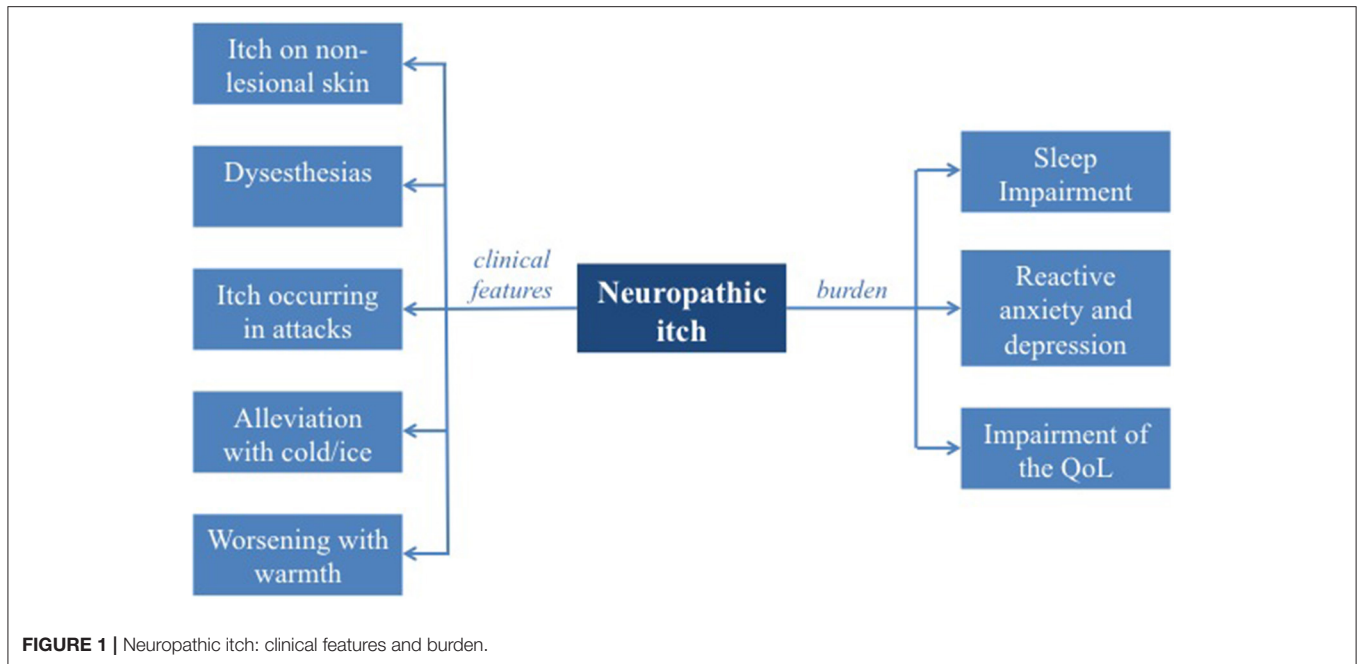 Itch on non-
lesional skin
Dysesthesias
Itch occurring
in attacks
Alleviation
with cold/ice
Worsening with
warmth
clinical
features
Neuropathic
itch
burden
Sleep
Impairment
Reactive
anxiety and
depression
Impairment of
the QoL
FIGURE 1 | Neuropathic itch: clinical features and burden.